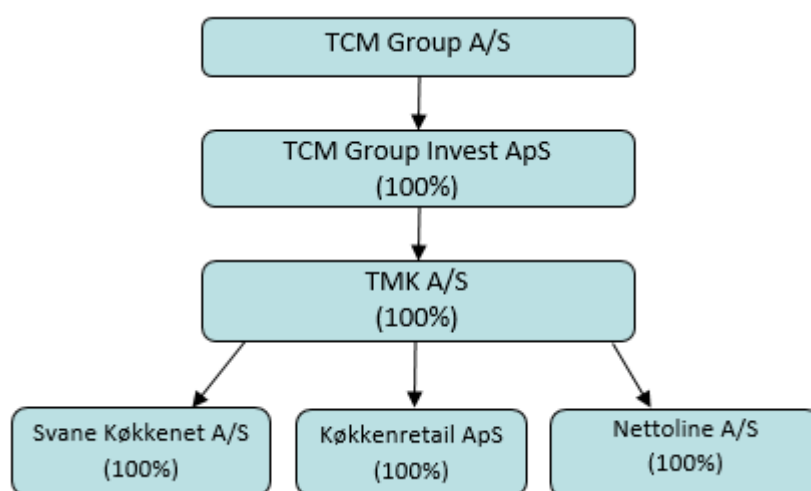 TCM Group A/S
TCM Group Invest ApS
(100%)
TMK A/S
(100%)
Svane Køkkenet A/S
(100%)
Køkkenretail ApS
(100%)
Nettoline A/S
(100%)